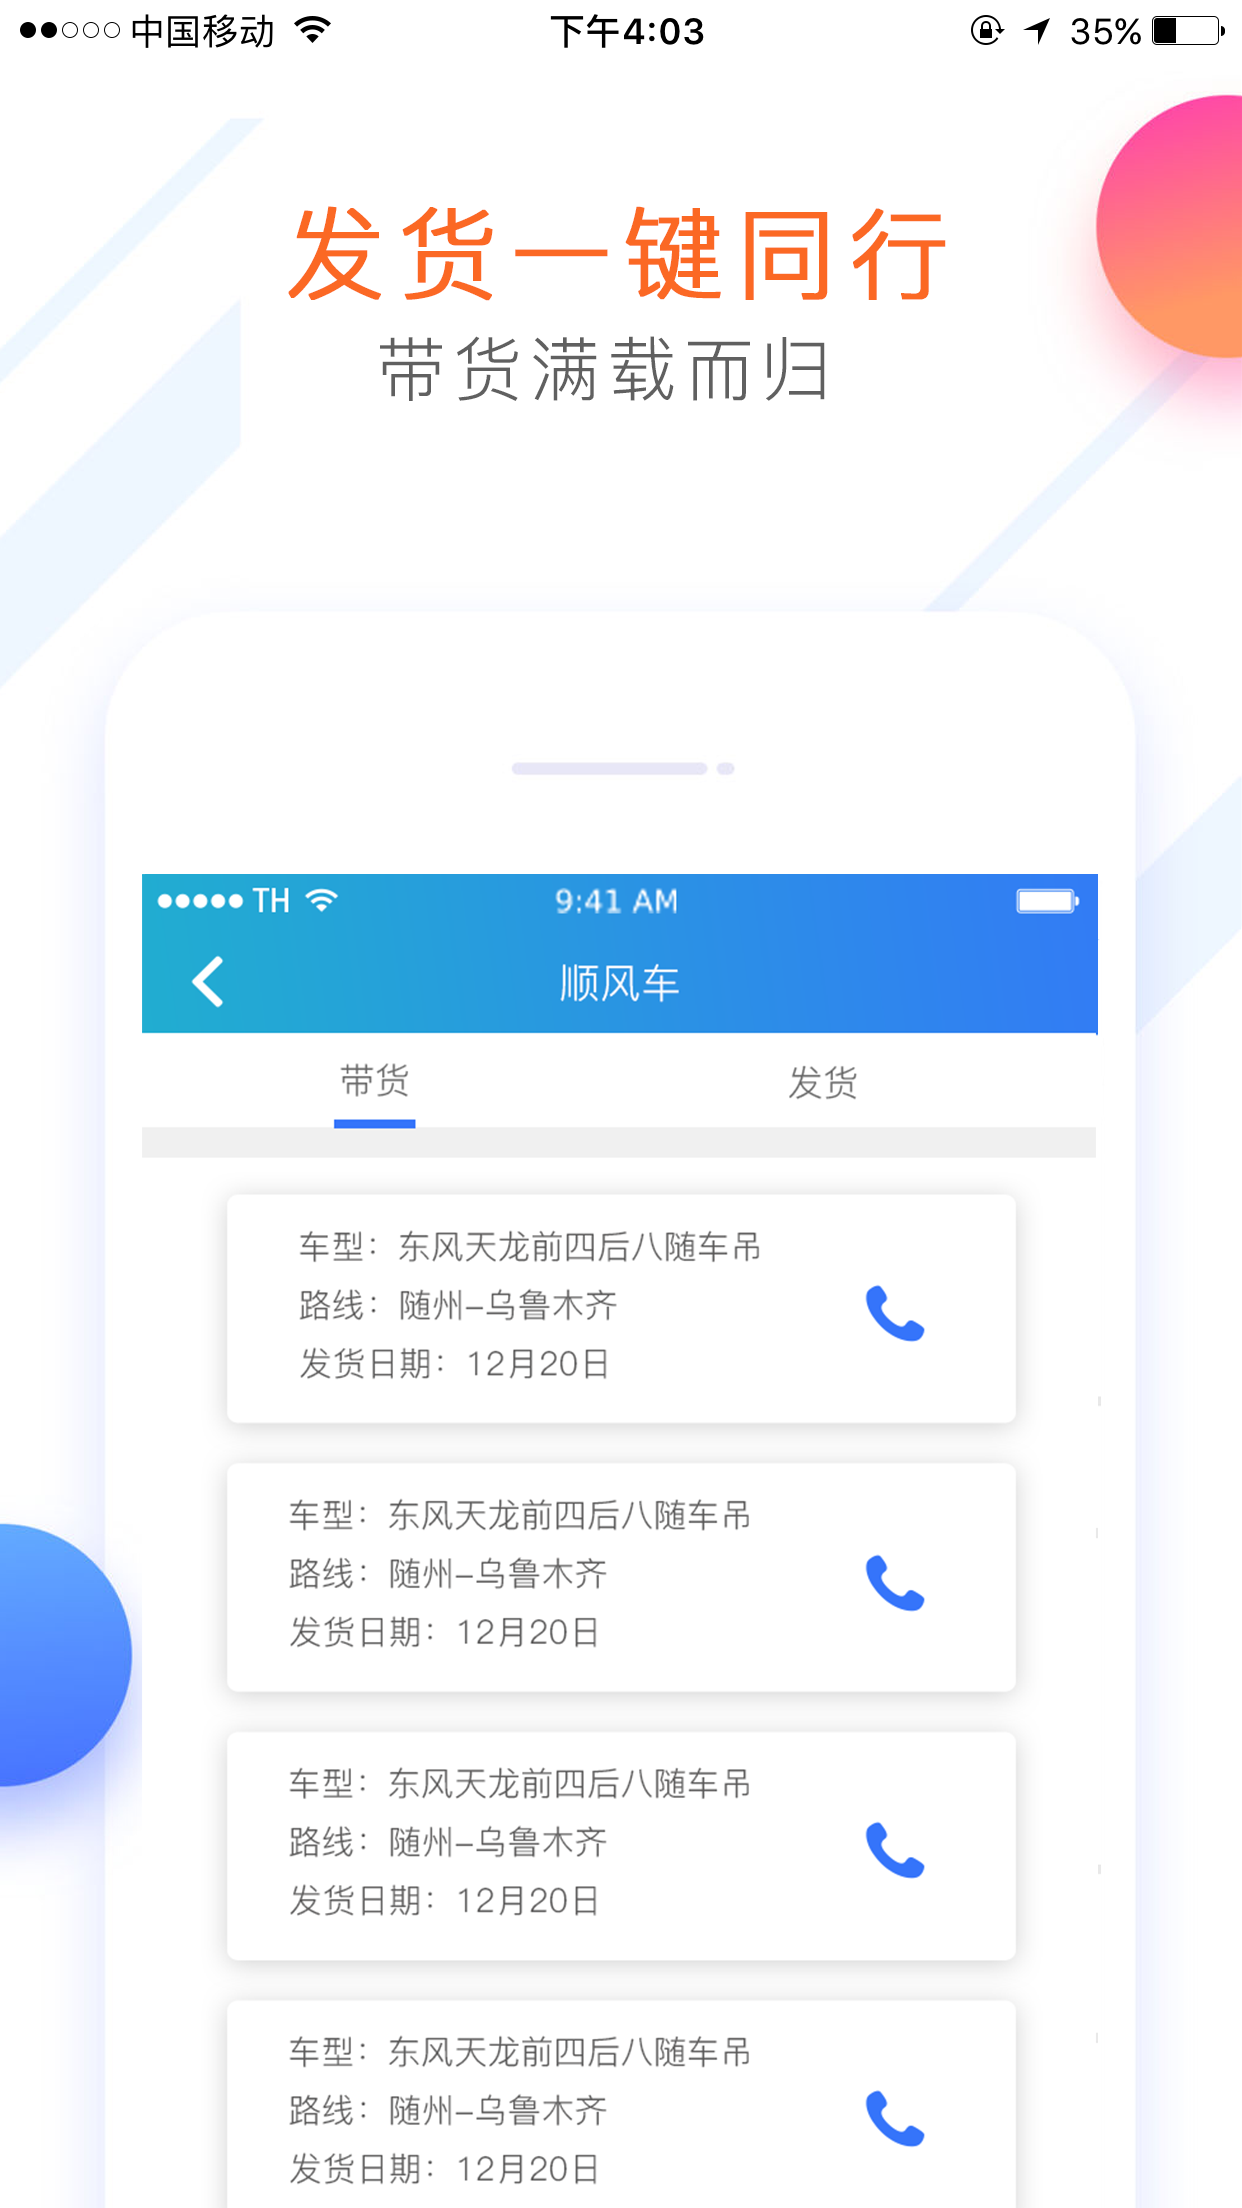 中国移动 下午4:03 35%
发货一键同行
带货满载而归
TH 9:41 AM
顺风车
带货 发货
车型：东风天龙前四后八随车吊
路线：随州-乌鲁木齐
发货日期：12月20日
车型：东风天龙前四后八随车吊
路线：随州-乌鲁木齐
发货日期：12月20日
车型：东风天龙前四后八随车吊
路线：随州-乌鲁木齐
发货日期：12月20日
车型：东风天龙前四后八随车吊
路线：随州-乌鲁木齐
发货日期：12月20日